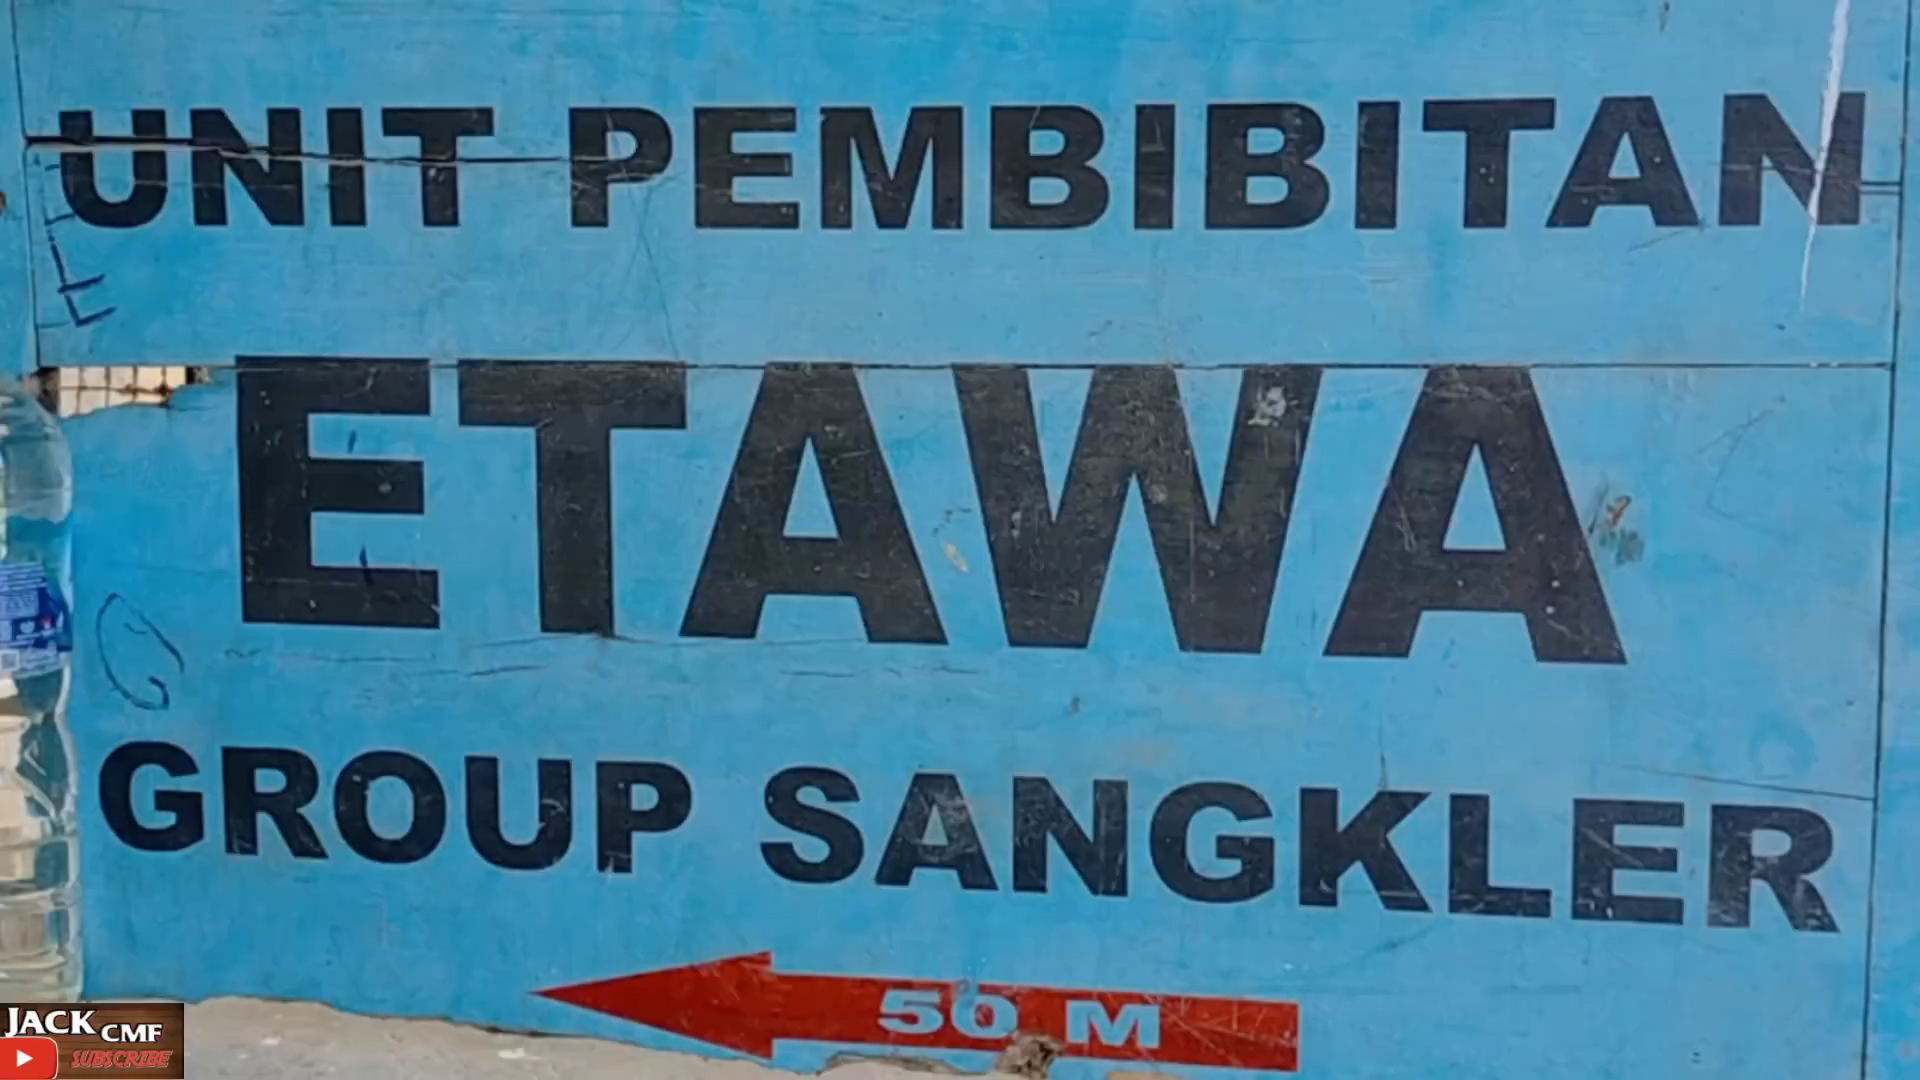 UNIT PEMBIBITAN
ETAWA
GROUP SANGKLER
50 M
JACK CMF
SUBSCRIBE